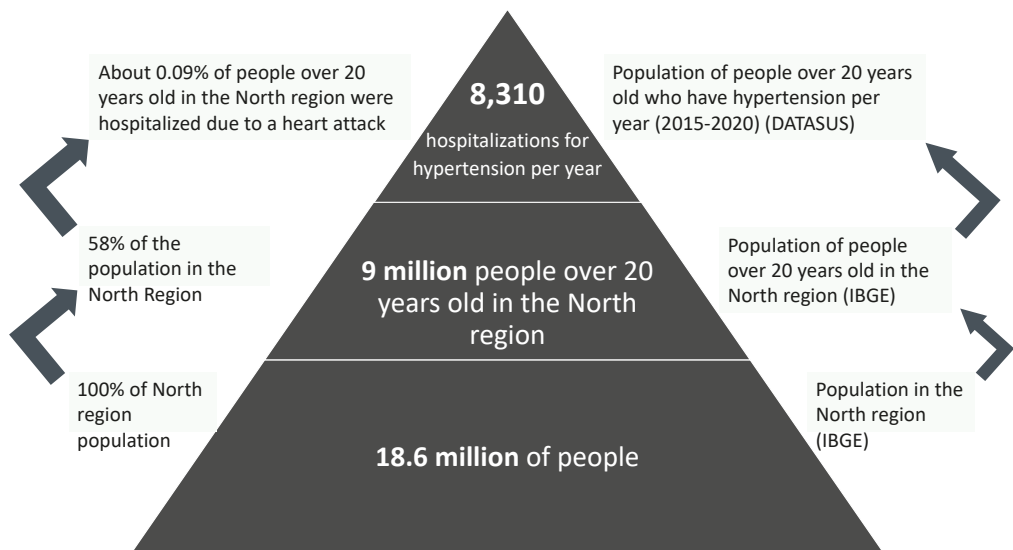 About 0.09% of people over 20
years old in the North region were
hospitalized due to a heart attack
8,310
hospitalizations for
hypertension per year
Population of people over 20 years
old who have hypertension per
year (2015-2020) (DATASUS)
58% of the
population in the
North Region
9 million people over 20
years old in the North
region
Population of people
over 20 years old in the
North region (IBGE)
100% of North
region
population
18.6 million of people
Population in the
North region
(IBGE)